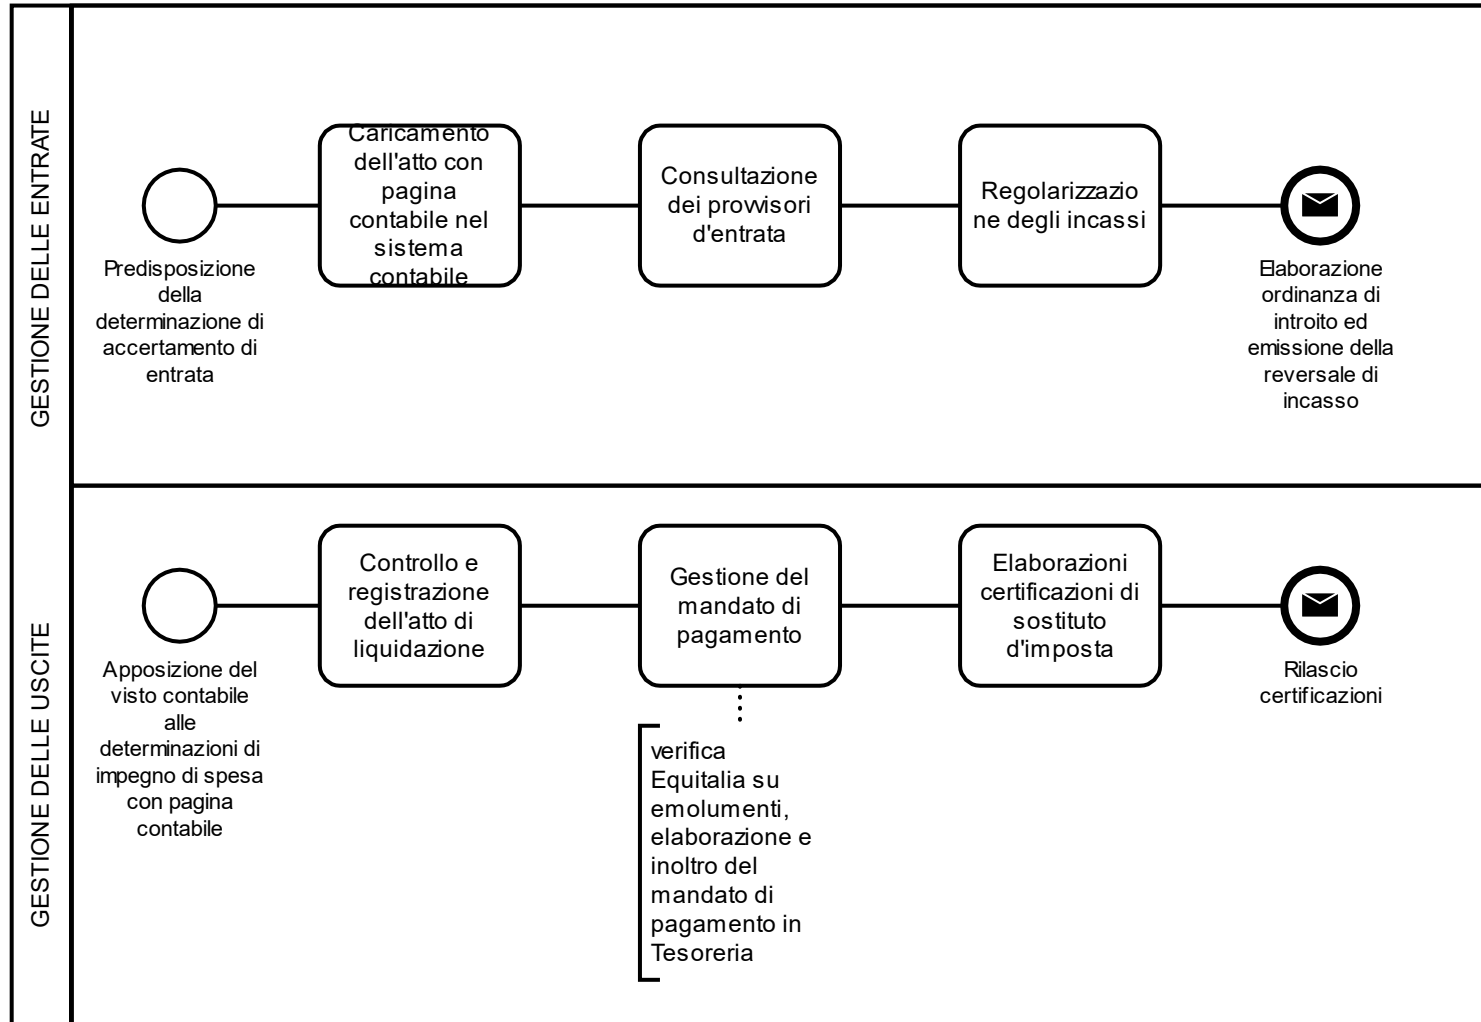 GESTIONE DELLE ENTRATE
Predisposizione
della
determinazione di
accertamento di
entrata
Caricamento
dell'atto con
pagina
contabile nel
sistema
contabile
Consultazione
dei provvisori
d'entrata
Regolarizzazio
ne degli incassi
Elaborazione
ordinanza di
introito ed
emissione della
reversale di
incasso
GESTIONE DELLE USCITE
Apposizione del
visto contabile
alle
determinazioni di
impegno di spesa
con pagina
contabile
Controllo e
registrazione
dell'atto di
liquidazione
Gestione del
mandato di
pagamento
verifica
Equitalia su
emolumenti,
elaborazione e
inoltro del
mandato di
pagamento in
Tesoreria
Elaborazioni
certificazioni di
sostituto
d'imposta
Rilascio
certificazioni